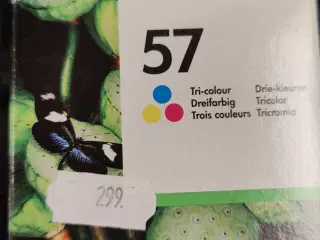 57
Tri-colour Drie-kleuren
Dreifarbig Tricolor
Trois couleurs Tricromia
299.